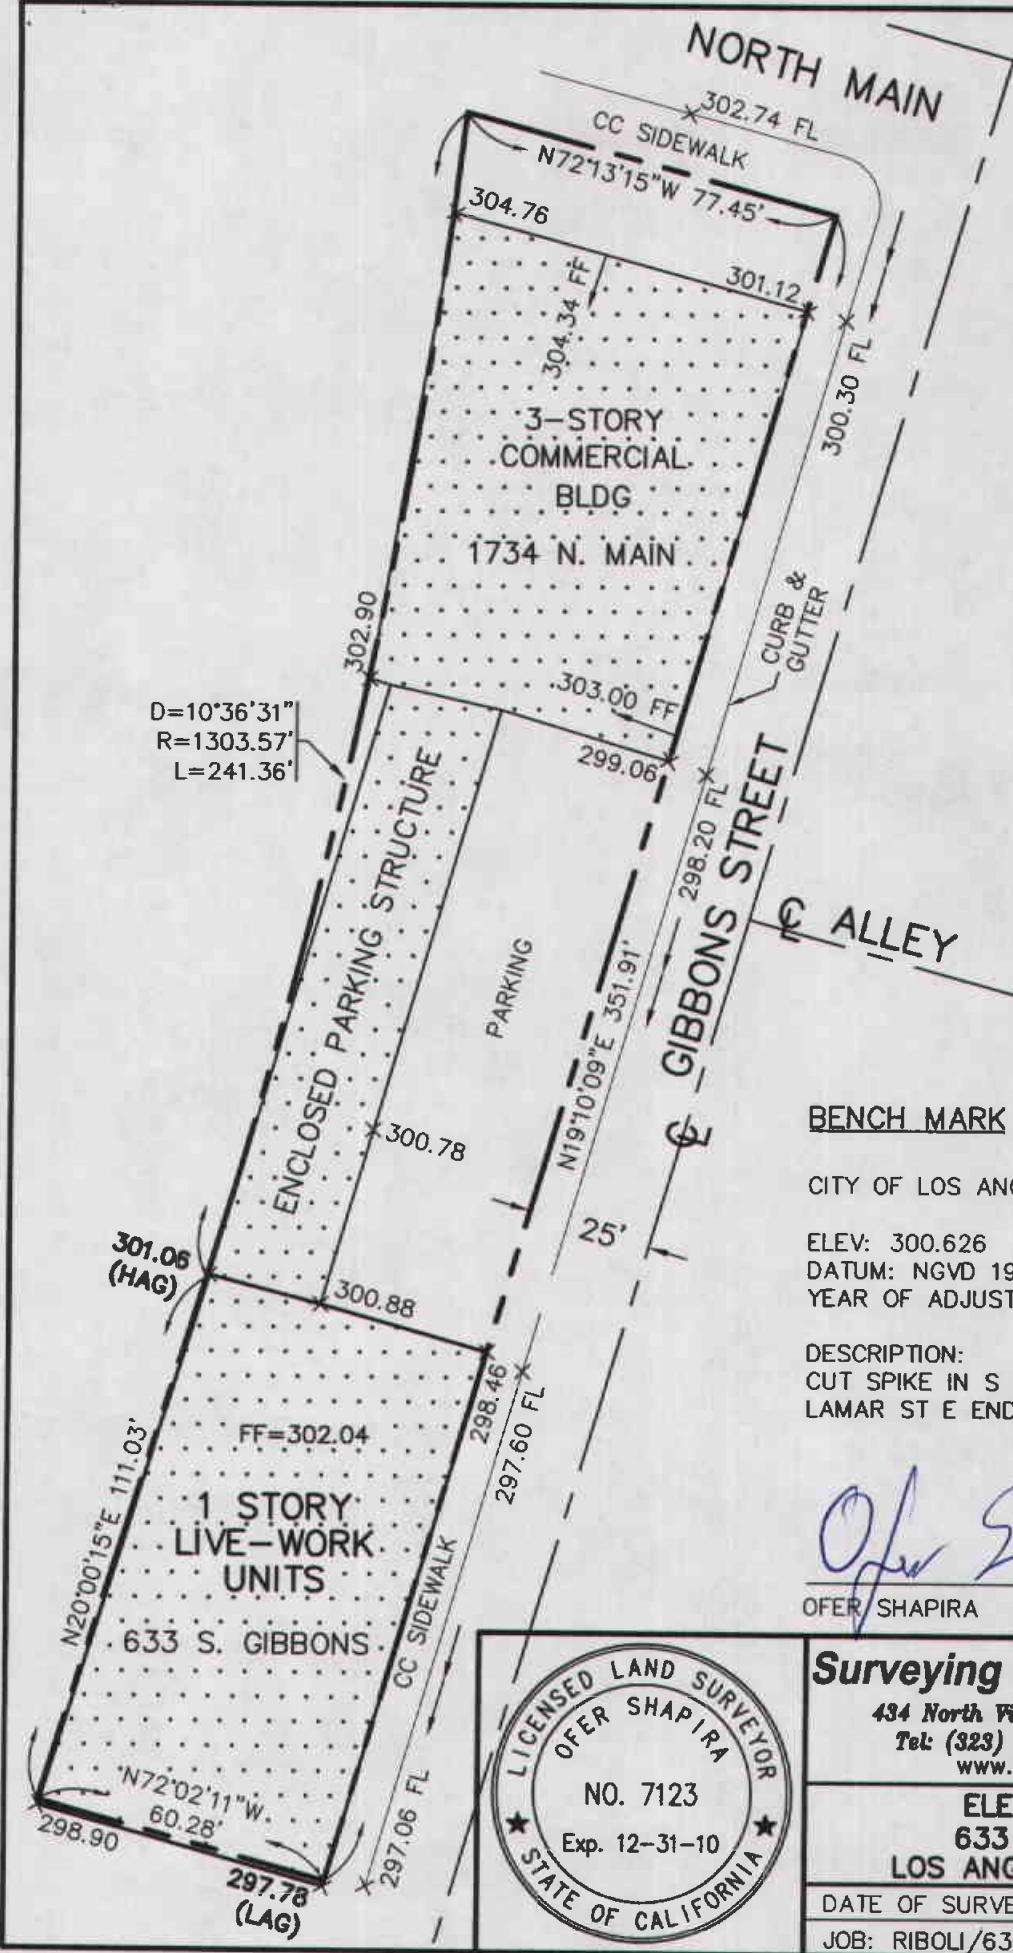 NORTH MAIN
302.74 FL
CC SIDEWALK
N72°13'15"W 77.45'
304.76
301.12
304.34 FF
300.30 FL
3-STORY
COMMERCIAL
BLDG
1734 N. MAIN
CURB &
GUTTER
302.90
303.00 FF
299.06
298.20 FL
D=10°36'31"
R=1303.57'
L=241.36'
ENCLOSED PARKING STRUCTURE
PARKING
GIBBONS STREET
℄
℄ ALLEY
N19°10'09"E 351.91'
300.78
25'
301.06
(HAG)
300.88
298.46
297.60 FL
FF=302.04
1 STORY
LIVE-WORK
UNITS
633 S. GIBBONS
N20°00'15"E 111.03'
CC SIDEWALK
N72°02'11"W
60.28'
298.90
297.78
(LAG)
297.06 FL
BENCH MARK
CITY OF LOS ANG
ELEV: 300.626
DATUM: NGVD 19
YEAR OF ADJUST
DESCRIPTION:
CUT SPIKE IN S
LAMAR ST E END
Ofer S
OFER SHAPIRA
LICENSED LAND SURVEYOR
OFER SHAPIRA
NO. 7123
Exp. 12-31-10
★ STATE OF CALIFORNIA ★
Surveying
434 North
Tel: (323)
www.
ELE
633
LOS ANG
DATE OF SURVE
JOB: RIBOLI/63